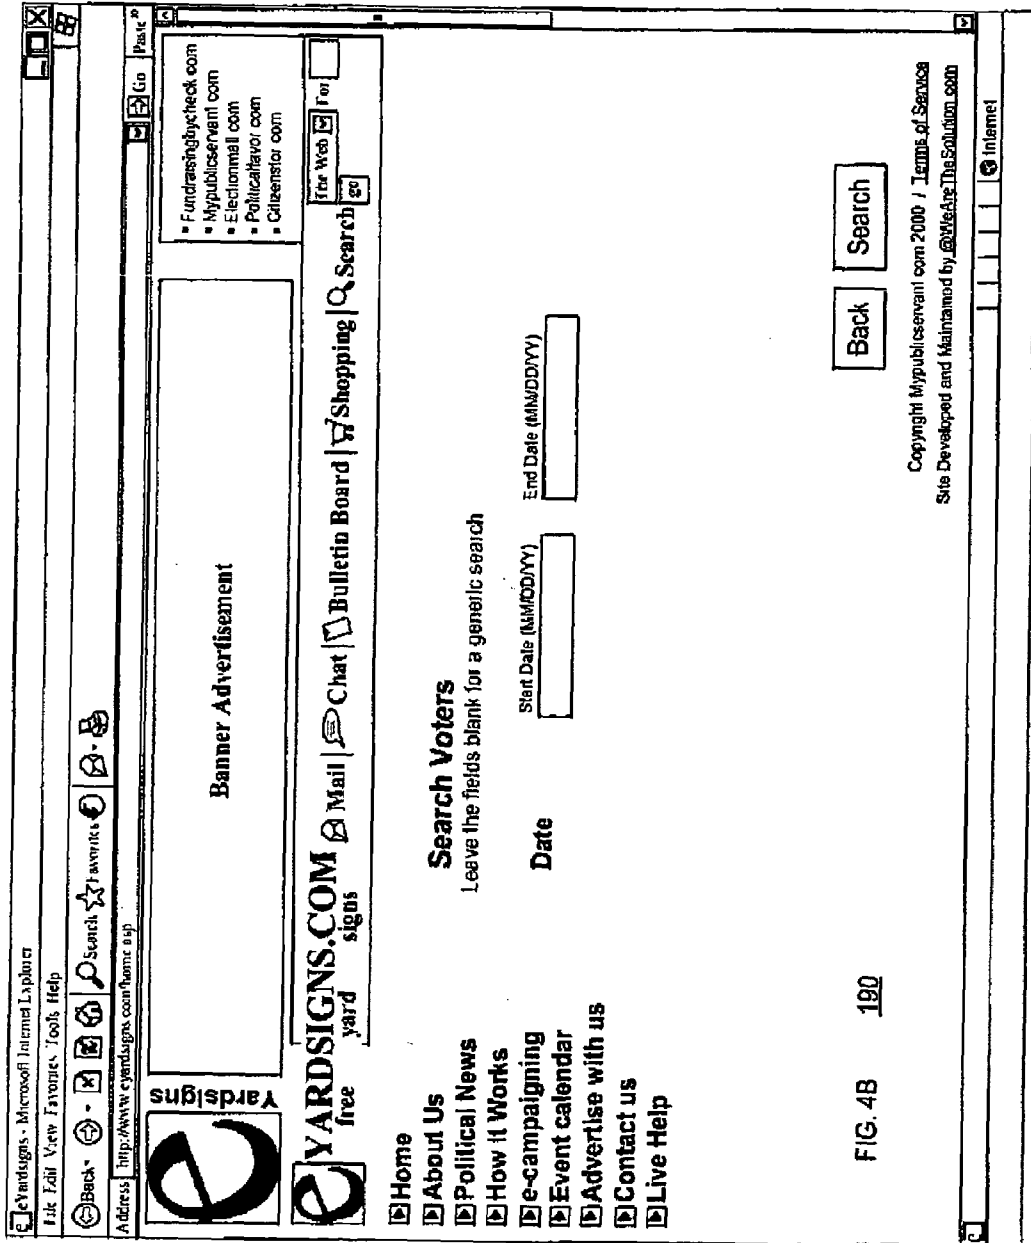 eYardsigns - Microsoft Internet Explorer
File Edit View Favorites Tools Help
Back Search Favorites
Address http://www.eyardsigns.com/home.asp Go
Yardsigns
Banner Advertisement
Fundraisingbycheck com
Mypublicservant com
Electionmall com
Politicalfavor com
Citizensfor com
eYARDSIGNS.COM
free yard signs
Mail | Chat | Bulletin Board | Shopping | Search The Web For
go
Home
About Us
Political News
How it Works
e-campaigning
Event calendar
Advertise with us
Contact us
Live Help
Search Voters
Leave the fields blank for a generic search
Date
Start Date (MM/DD/YY) End Date (MM/DD/YY)
Back Search
Copyright Mypublicservant com 2000 / Terms of Service
Site Developed and Maintained by @WeAreTheSolution com
Internet
FIG. 4B 190